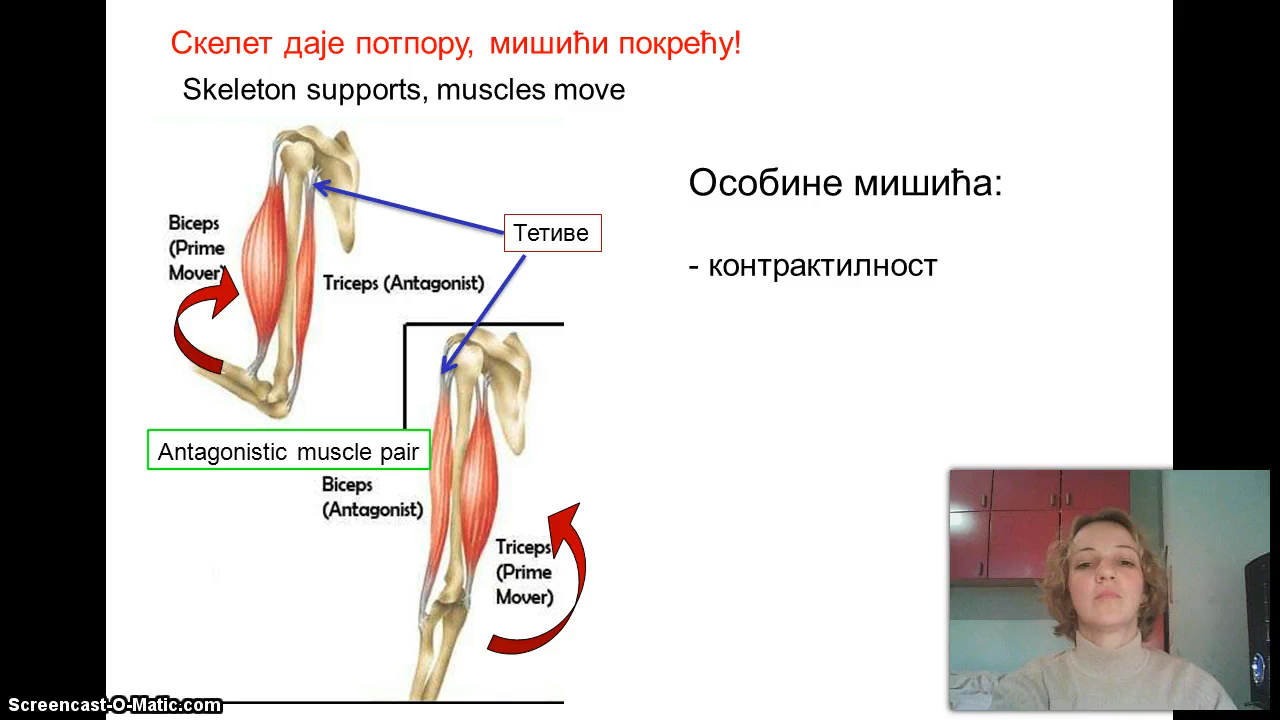 Скелет даје потпору, мишићи покрећу!
Skeleton supports, muscles move
Особине мишића:
- контрактилност
Biceps
(Prime
Mover)
Тетиве
Triceps (Antagonist)
Antagonistic muscle pair
Biceps
(Antagonist)
Triceps
(Prime
Mover)
Screencast-O-Matic.com